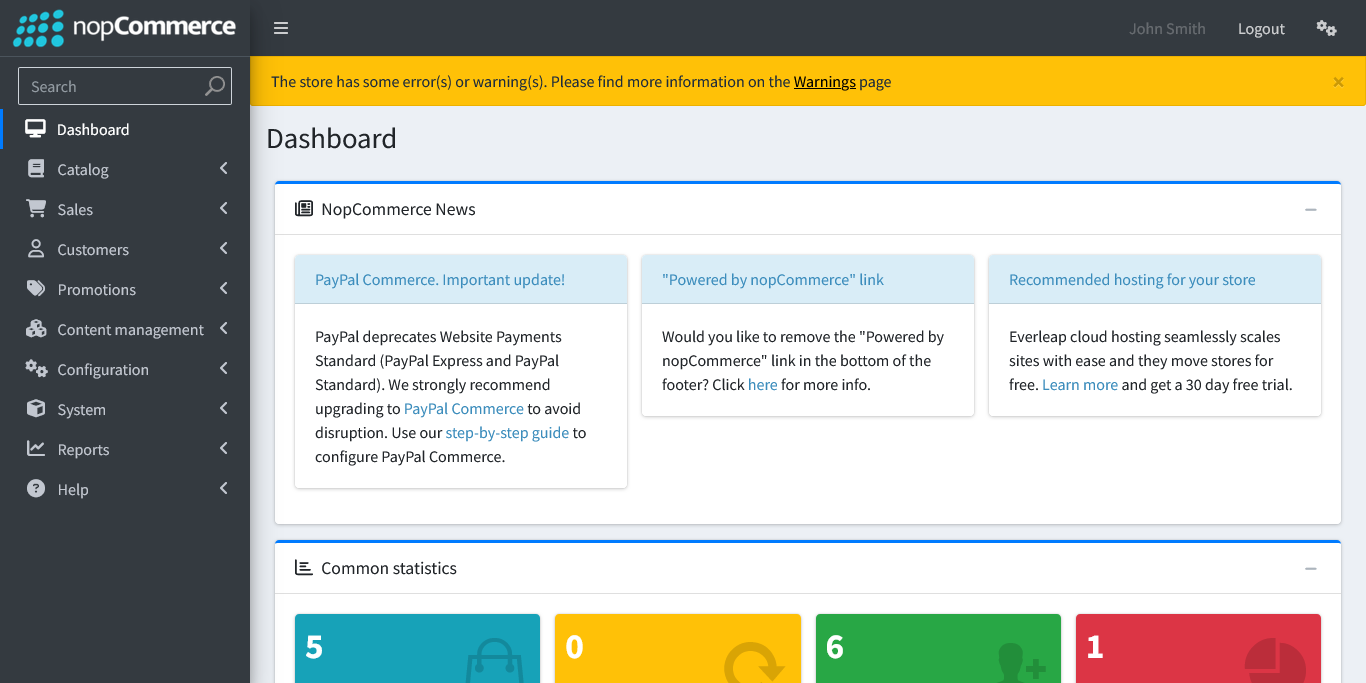 nopCommerce
John Smith
Logout
Search
The store has some error(s) or warning(s). Please find more information on the Warnings page
×
Dashboard
Catalog
Sales
Customers
Promotions
Content management
Configuration
System
Reports
Help
Dashboard
NopCommerce News
PayPal Commerce. Important update!
PayPal deprecates Website Payments
Standard (PayPal Express and PayPal
Standard). We strongly recommend
upgrading to PayPal Commerce to avoid
disruption. Use our step-by-step guide to
configure PayPal Commerce.
"Powered by nopCommerce" link
Would you like to remove the "Powered by
nopCommerce" link in the bottom of the
footer? Click here for more info.
Recommended hosting for your store
Everleap cloud hosting seamlessly scales
sites with ease and they move stores for
free. Learn more and get a 30 day free trial.
Common statistics
5
0
6
1